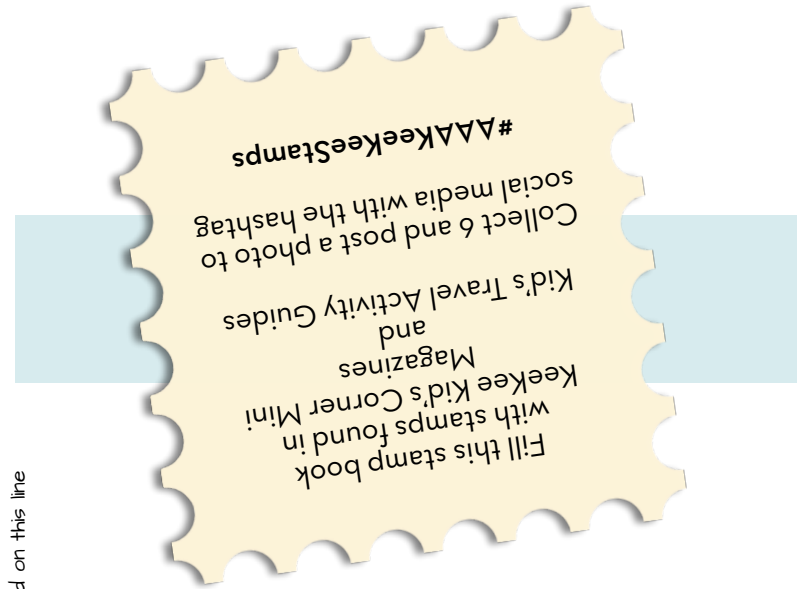 Fill this stamp book
with stamps found in
KeeKee Kid's Corner Mini
Magazines
and
Kid's Travel Activity Guides
Collect 6 and post a photo to
social media with the hashtag
#AAAKeeKeeStamps
d on this line